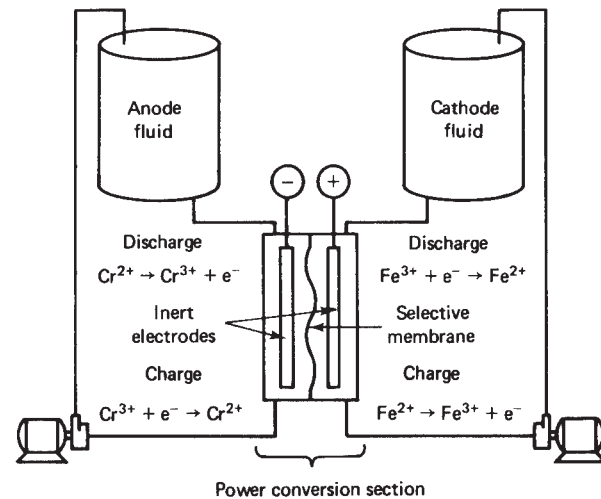 Anode
fluid
Cathode
fluid
− +
Discharge
Cr²⁺ → Cr³⁺ + e⁻
Discharge
Fe³⁺ + e⁻ → Fe²⁺
Inert
electrodes
Selective
membrane
Charge
Cr³⁺ + e⁻ → Cr²⁺
Charge
Fe²⁺ → Fe³⁺ + e⁻
Power conversion section